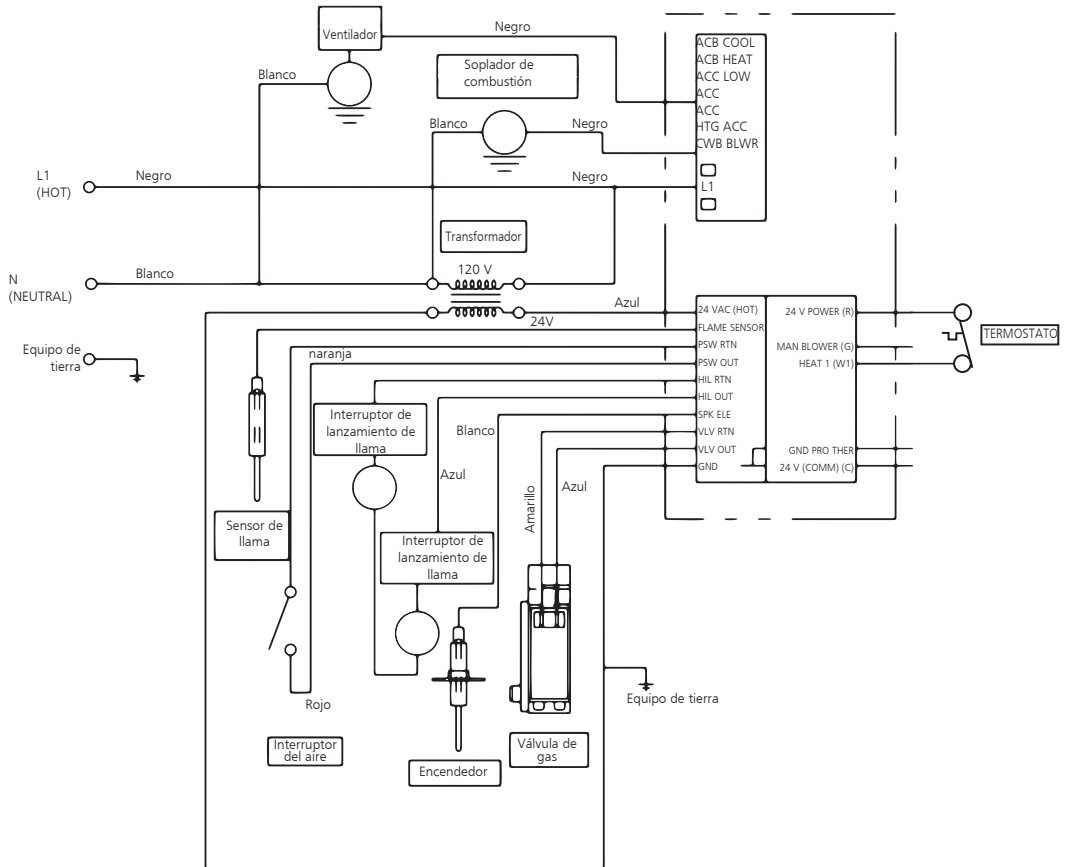 Ventilador
Negro
Blanco
Soplador de
combustión
Blanco
Negro
ACB COOL
ACB HEAT
ACC LOW
ACC
ACC
HTG ACC
CWB BLWR
L1
L1
(HOT)
Negro
Negro
Transformador
N
(NEUTRAL)
Blanco
120 V
24V
Azul
Equipo de
tierra
naranja
24 VAC (HOT)
FLAME SENSOR
PSW RTN
PSW OUT
HIL RTN
HIL OUT
SPK ELE
VLV RTN
VLV OUT
GND
24 V POWER (R)
MAN BLOWER (G)
HEAT 1 (W1)
GND PRO THER
24 V (COMM) (C)
TERMOSTATO
Interruptor de
lanzamiento de
llama
Blanco
Azul
Amarillo
Azul
Sensor de
llama
Interruptor de
lanzamiento de
llama
Rojo
Equipo de tierra
Interruptor
del aire
Encendedor
Válvula de
gas